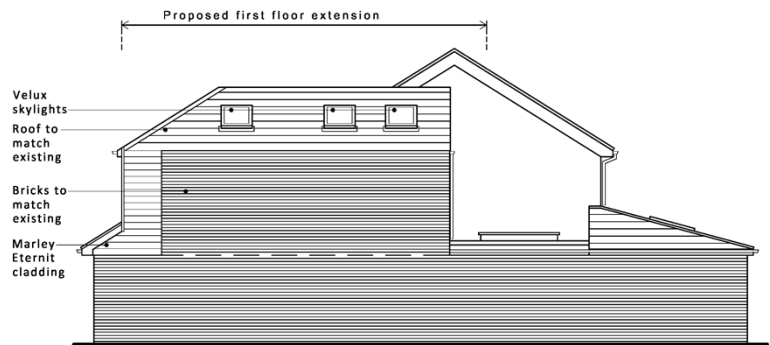 Proposed first floor extension
Velux
skylights
Roof to
match
existing
Bricks to
match
existing
Marley
Eternit
cladding